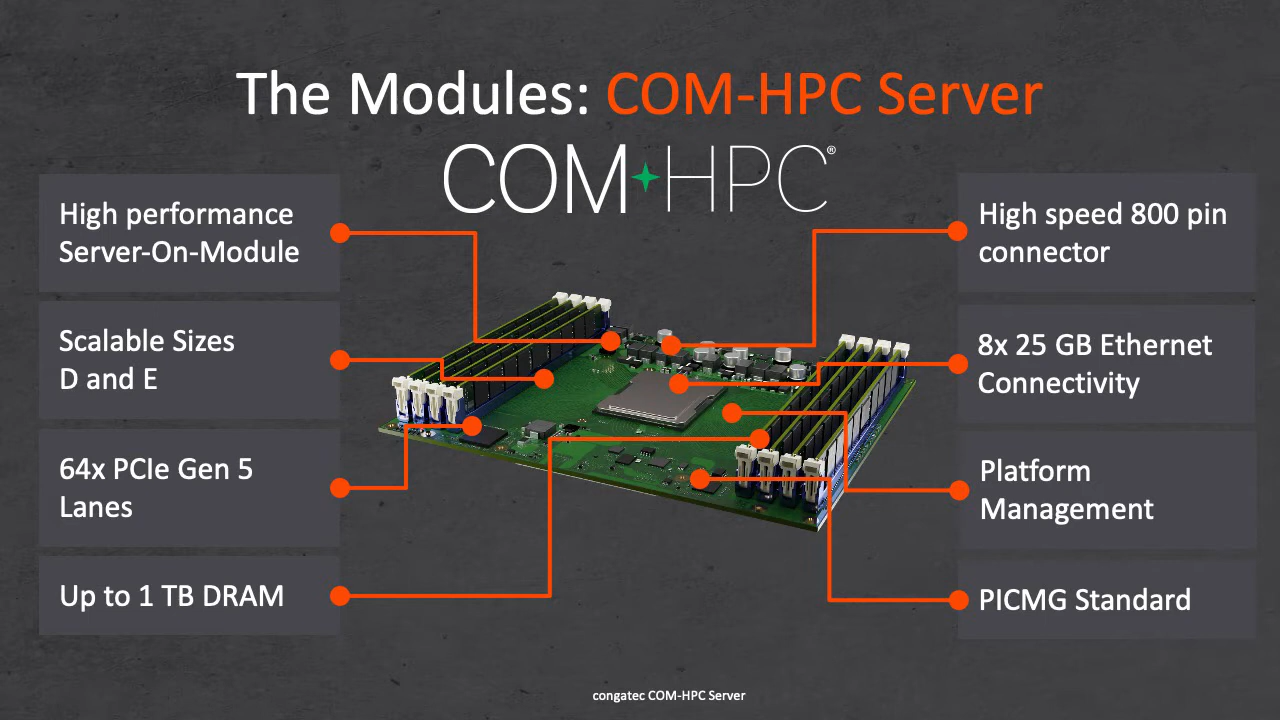 The Modules: COM-HPC Server
COM HPC®
High performance
Server-On-Module
Scalable Sizes
D and E
64x PCIe Gen 5
Lanes
Up to 1 TB DRAM
High speed 800 pin
connector
8x 25 GB Ethernet
Connectivity
Platform
Management
PICMG Standard
congatec COM-HPC Server